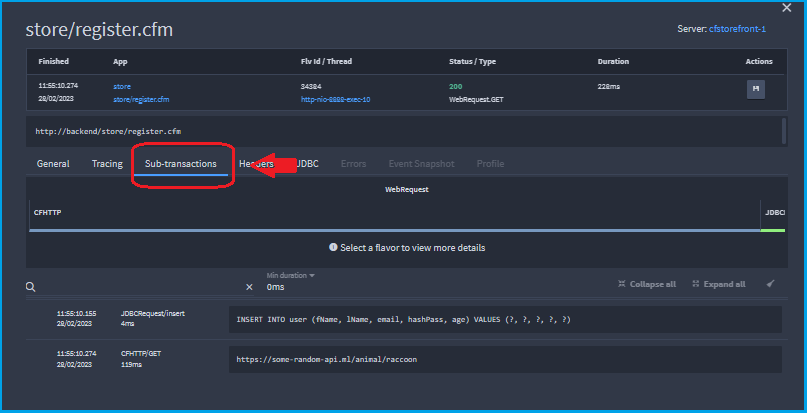 store/register.cfm
Server: cfstorefront-1
Finished App Flv Id / Thread Status / Type Duration Actions
11:55:10.274 store 34384 200 228ms
28/02/2023 store/register.cfm http-nio-8888-exec-10 WebRequest.GET
http://backend/store/register.cfm
General Tracing Sub-transactions Headers JDBC Errors Event Snapshot Profile
WebRequest
CFHTTP JDBC
Select a flavor to view more details
Min duration
0ms Collapse all Expand all
11:55:10.155 JDBCRequest/insert
28/02/2023 4ms
INSERT INTO user (fName, lName, email, hashPass, age) VALUES (?, ?, ?, ?, ?)
11:55:10.274 CFHTTP/GET
28/02/2023 119ms
https://some-random-api.ml/animal/raccoon